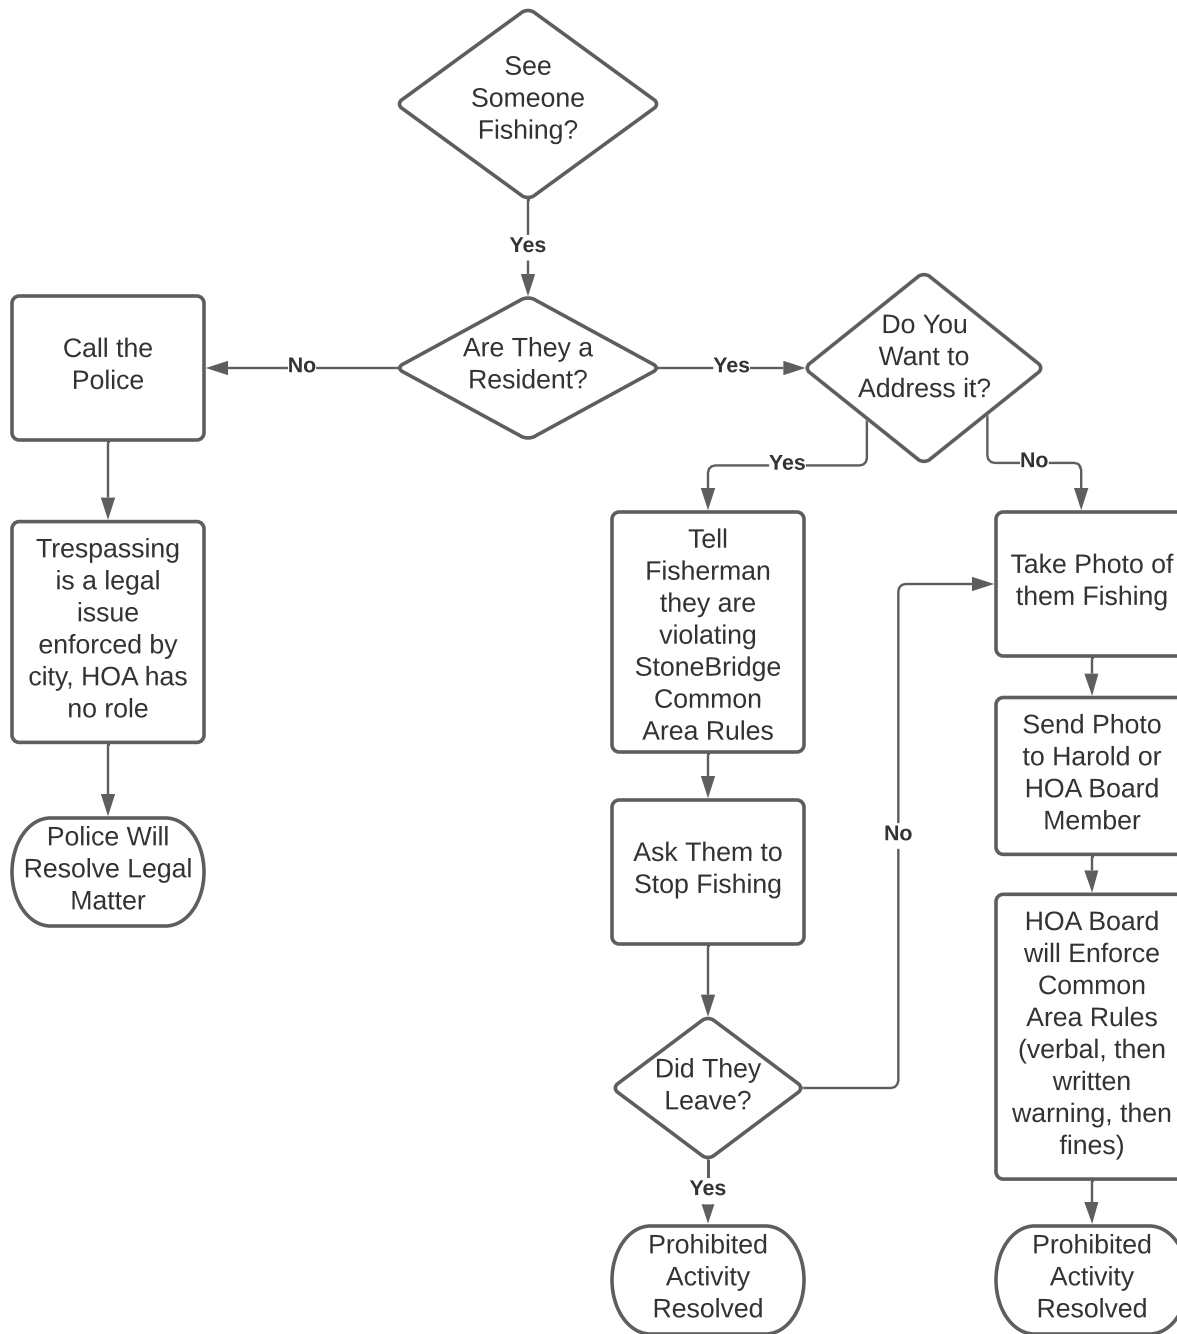 See
Someone
Fishing?
Yes
Are They a
Resident?
No
Call the
Police
Trespassing
is a legal
issue
enforced by
city, HOA has
no role
Police Will
Resolve Legal
Matter
Yes
Do You
Want to
Address it?
Yes
Tell
Fisherman
they are
violating
StoneBridge
Common
Area Rules
Ask Them to
Stop Fishing
Did They
Leave?
Yes
Prohibited
Activity
Resolved
No
No
Take Photo of
them Fishing
Send Photo
to Harold or
HOA Board
Member
HOA Board
will Enforce
Common
Area Rules
(verbal, then
written
warning, then
fines)
Prohibited
Activity
Resolved